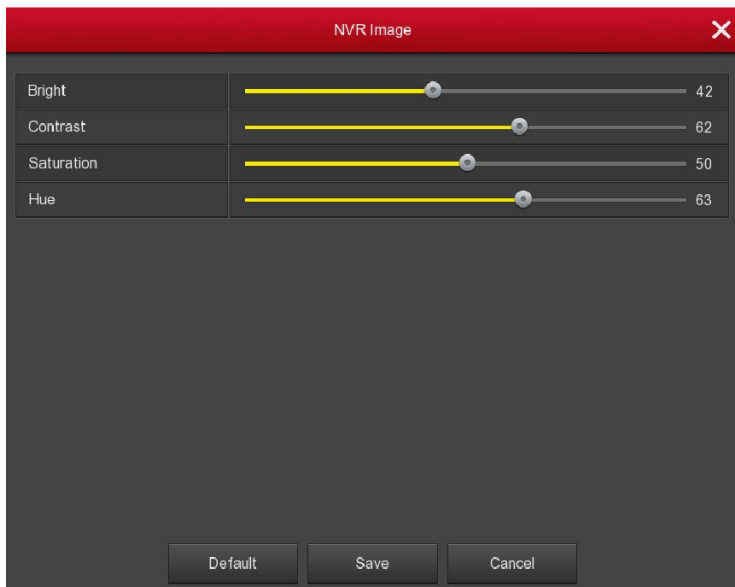 NVR Image
Bright 42
Contrast 62
Saturation 50
Hue 63
Default Save Cancel